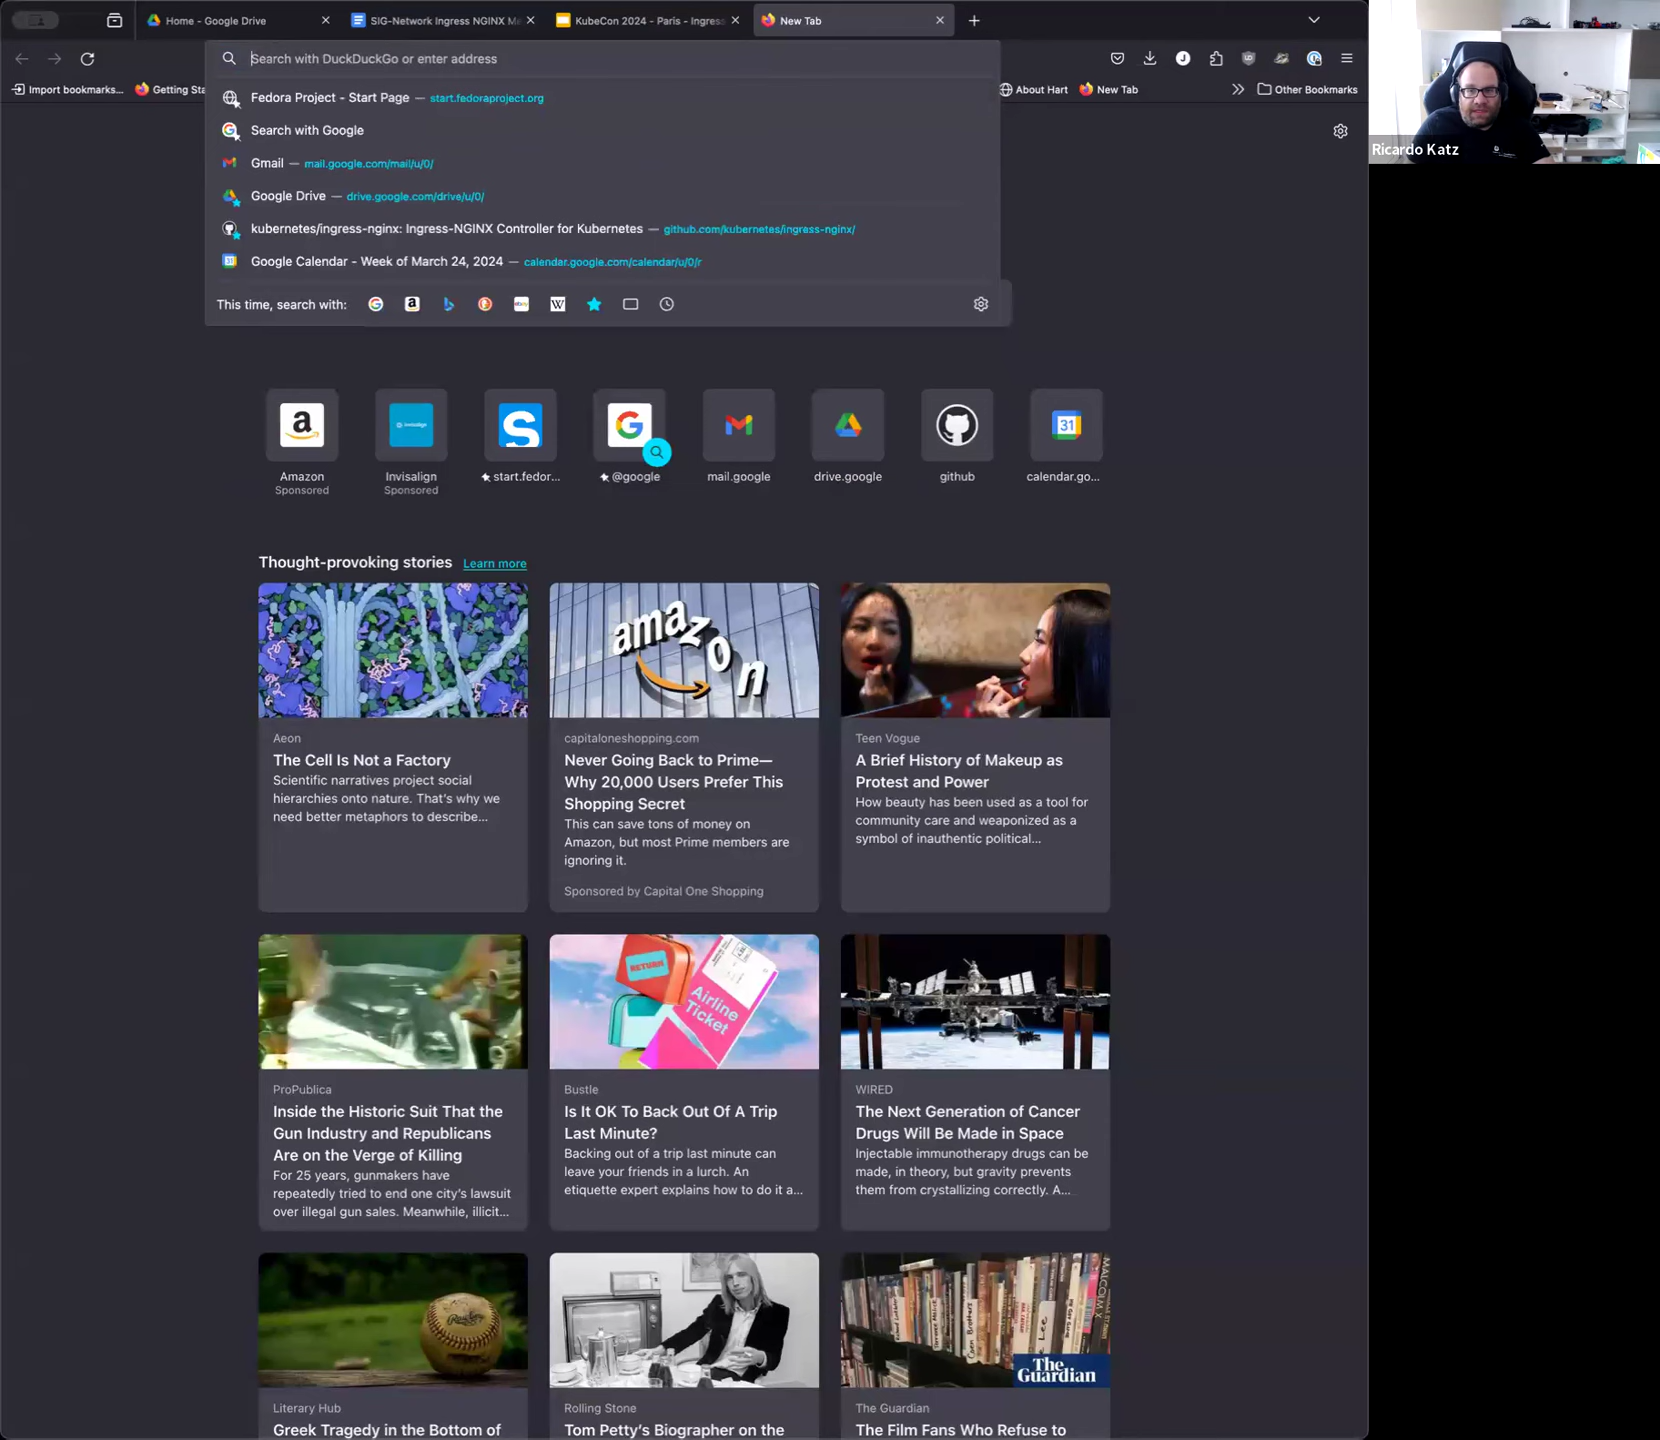 Home - Google Drive
SIG-Network Ingress NGINX Me
KubeCon 2024 - Paris - Ingress
New Tab
Search with DuckDuckGo or enter address
Import bookmarks...
Getting Sta
About Hart
New Tab
Other Bookmarks
Fedora Project - Start Page — start.fedoraproject.org
Search with Google
Gmail — mail.google.com/mail/u/0/
Google Drive — drive.google.com/drive/u/0/
kubernetes/ingress-nginx: Ingress-NGINX Controller for Kubernetes — github.com/kubernetes/ingress-nginx/
Google Calendar - Week of March 24, 2024 — calendar.google.com/calendar/u/0/r
This time, search with:
Ricardo Katz
Amazon
Sponsored
Invisalign
Sponsored
start.fedor...
@google
mail.google
drive.google
github
31
calendar.go...
Thought-provoking stories
Learn more
Aeon
The Cell Is Not a Factory
Scientific narratives project social
hierarchies onto nature. That's why we
need better metaphors to describe...
amazon
capitaloneshopping.com
Never Going Back to Prime—
Why 20,000 Users Prefer This
Shopping Secret
This can save tons of money on
Amazon, but most Prime members are
ignoring it.
Sponsored by Capital One Shopping
Teen Vogue
A Brief History of Makeup as
Protest and Power
How beauty has been used as a tool for
community care and weaponized as a
symbol of inauthentic political...
ProPublica
Inside the Historic Suit That the
Gun Industry and Republicans
Are on the Verge of Killing
For 25 years, gunmakers have
repeatedly tried to end one city's lawsuit
over illegal gun sales. Meanwhile, illicit...
RETURN
Airline
Ticket
Bustle
Is It OK To Back Out Of A Trip
Last Minute?
Backing out of a trip last minute can
leave your friends in a lurch. An
etiquette expert explains how to do it a...
WIRED
The Next Generation of Cancer
Drugs Will Be Made in Space
Injectable immunotherapy drugs can be
made, in theory, but gravity prevents
them from crystallizing correctly. A...
Rawlings
Literary Hub
Greek Tragedy in the Bottom of
Rolling Stone
Tom Petty's Biographer on the
MALCOLM X
Coen Brothers
Lee
The
Guardian
The Guardian
The Film Fans Who Refuse to